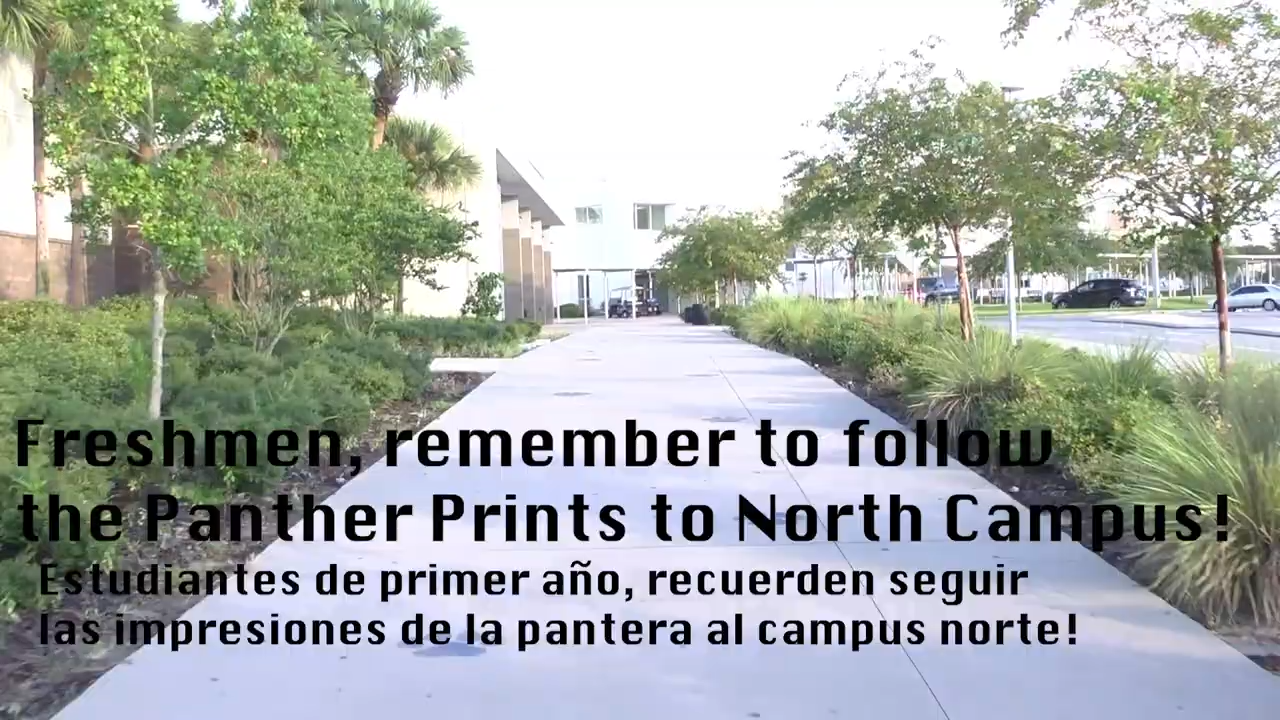 Freshmen, remember to follow
the Panther Prints to North Campus!
Estudiantes de primer año, recuerden seguir
las impresiones de la pantera al campus norte!